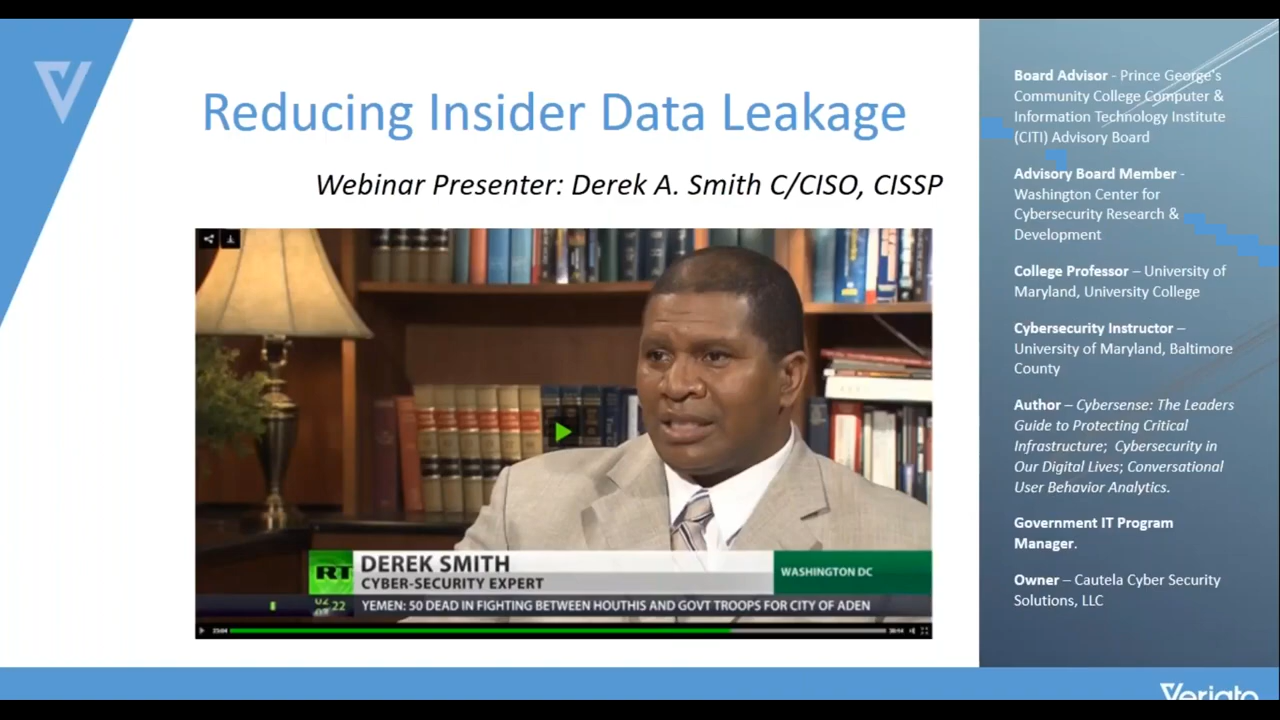 Reducing Insider Data Leakage
Webinar Presenter: Derek A. Smith C/CISO, CISSP
RT
DEREK SMITH
CYBER-SECURITY EXPERT
WASHINGTON DC
22
YEMEN: 50 DEAD IN FIGHTING BETWEEN HOUTHIS AND GOVT TROOPS FOR CITY OF ADEN
Board Advisor - Prince George's
Community College Computer &
Information Technology Institute
(CITI) Advisory Board
Advisory Board Member -
Washington Center for
Cybersecurity Research &
Development
College Professor – University of
Maryland, University College
Cybersecurity Instructor –
University of Maryland, Baltimore
County
Author – Cybersense: The Leaders
Guide to Protecting Critical
Infrastructure; Cybersecurity in
Our Digital Lives; Conversational
User Behavior Analytics.
Government IT Program
Manager.
Owner – Cautela Cyber Security
Solutions, LLC
Veriato